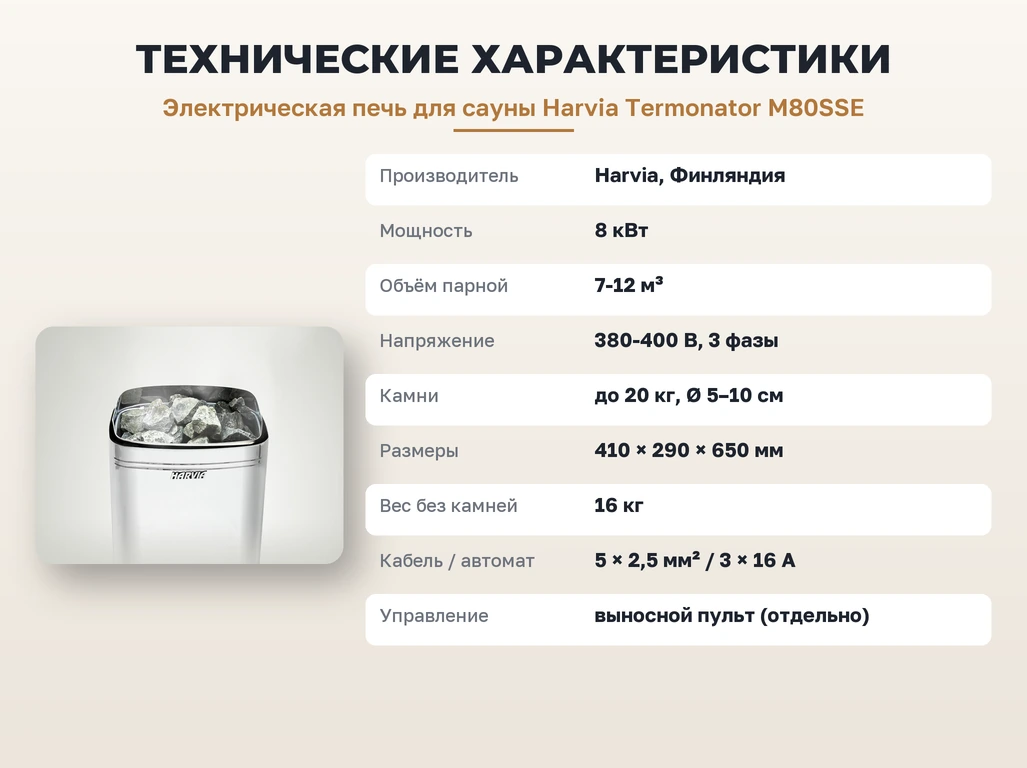 ТЕХНИЧЕСКИЕ ХАРАКТЕРИСТИКИ
Электрическая печь для сауны Harvia Termonator M80SSE
Производитель Harvia, Финляндия
Мощность 8 кВт
Объём парной 7-12 м³
Напряжение 380-400 В, 3 фазы
Камни до 20 кг, Ø 5–10 см
Размеры 410 × 290 × 650 мм
Вес без камней 16 кг
Кабель / автомат 5 × 2,5 мм² / 3 × 16 А
Управление выносной пульт (отдельно)
HARVIA